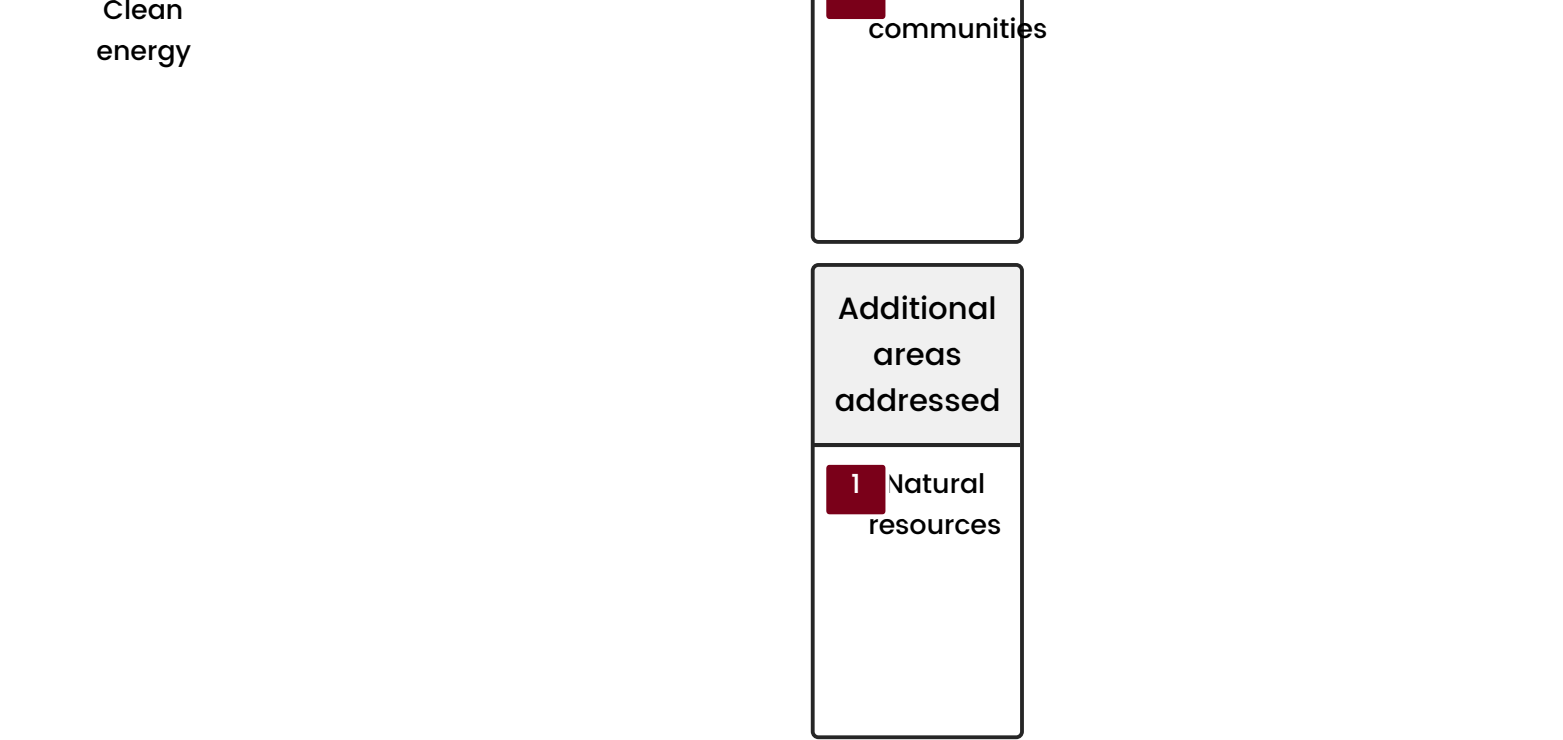 Clean
energy
communities
Additional
areas
addressed
1 Natural
resources